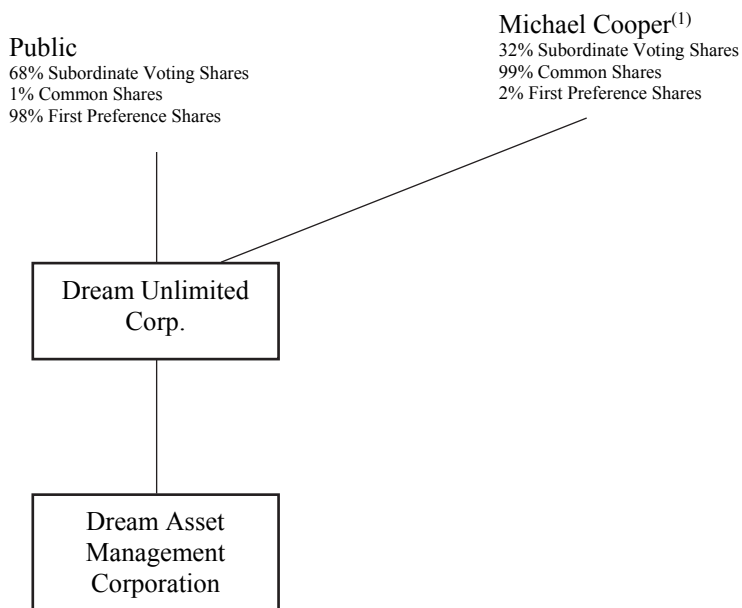 Public
68% Subordinate Voting Shares
1% Common Shares
98% First Preference Shares
Michael Cooper(1)
32% Subordinate Voting Shares
99% Common Shares
2% First Preference Shares
Dream Unlimited
Corp.
Dream Asset
Management
Corporation